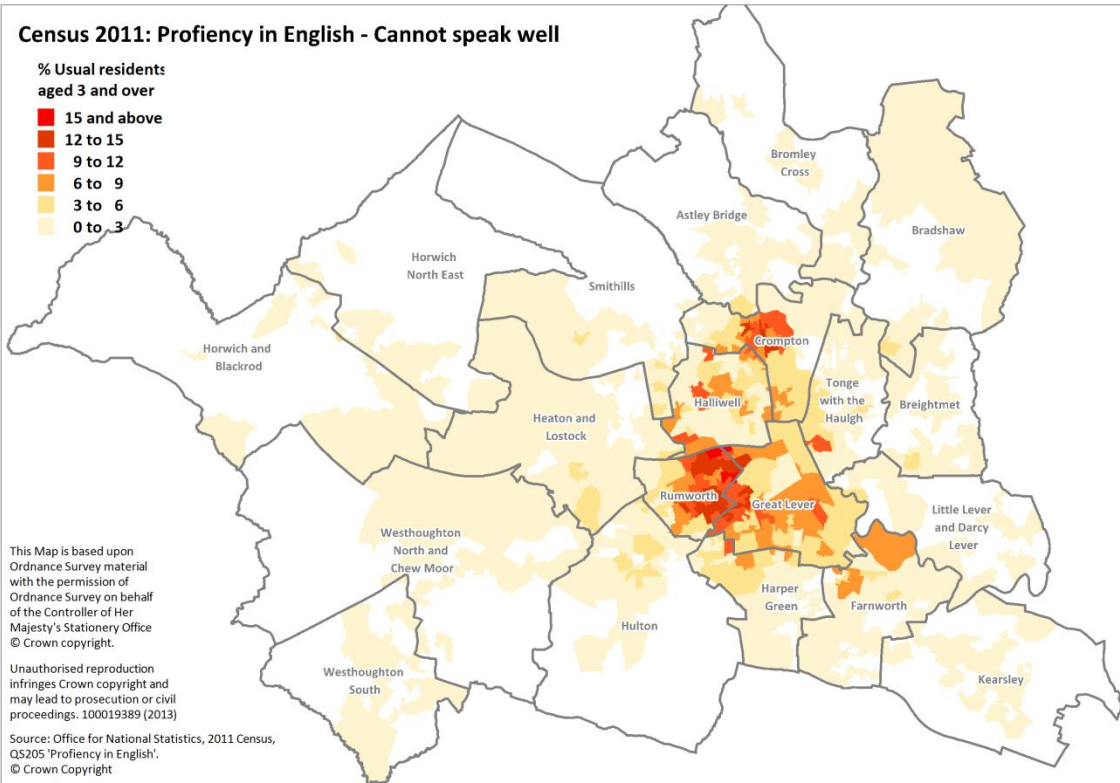 Census 2011: Profiency in English - Cannot speak well
% Usual residents
aged 3 and over
15 and above
12 to 15
9 to 12
6 to 9
3 to 6
0 to 3
Bromley
Cross
Astley Bridge
Bradshaw
Horwich
North East
Smithills
Horwich and
Blackrod
Crompton
Tonge
with the
Haulgh
Breightmet
Halliwell
Heaton and
Lostock
Rumworth
Great Lever
Little Lever
and Darcy
Lever
Westhoughton
North and
Chew Moor
Harper
Green
Farnworth
Hulton
Westhoughton
South
Kearsley
This Map is based upon
Ordnance Survey material
with the permission of
Ordnance Survey on behalf
of the Controller of Her
Majesty's Stationery Office
© Crown copyright.
Unauthorised reproduction
infringes Crown copyright and
may lead to prosecution or civil
proceedings. 100019389 (2013)
Source: Office for National Statistics, 2011 Census,
QS205 'Profiency in English'.
© Crown Copyright